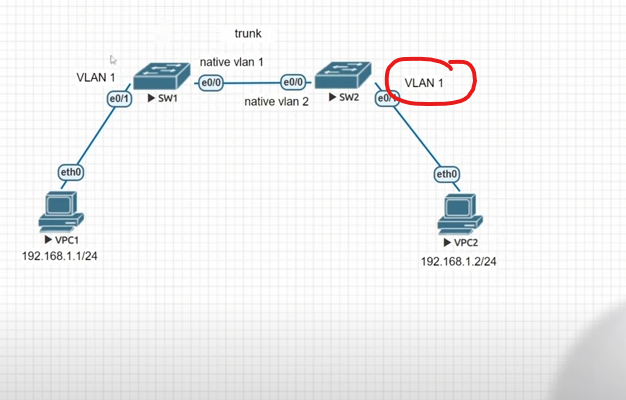 trunk
native vlan 1
VLAN 1
VLAN 1
e0/0
e0/0
SW1
SW2
e0/1
e0/1
native vlan 2
eth0
eth0
VPC1
VPC2
192.168.1.1/24
192.168.1.2/24